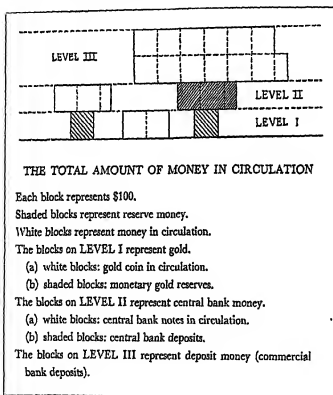 LEVEL III
LEVEL II
LEVEL I
THE TOTAL AMOUNT OF MONEY IN CIRCULATION
Each block represents $100.
Shaded blocks represent reserve money.
White blocks represent money in circulation.
The blocks on LEVEL I represent gold.
(a) white blocks: gold coin in circulation.
(b) shaded blocks: monetary gold reserves.
The blocks on LEVEL II represent central bank money.
(a) white blocks: central bank notes in circulation.
(b) shaded blocks: central bank deposits.
The blocks on LEVEL III represent deposit money (commercial
bank deposits).